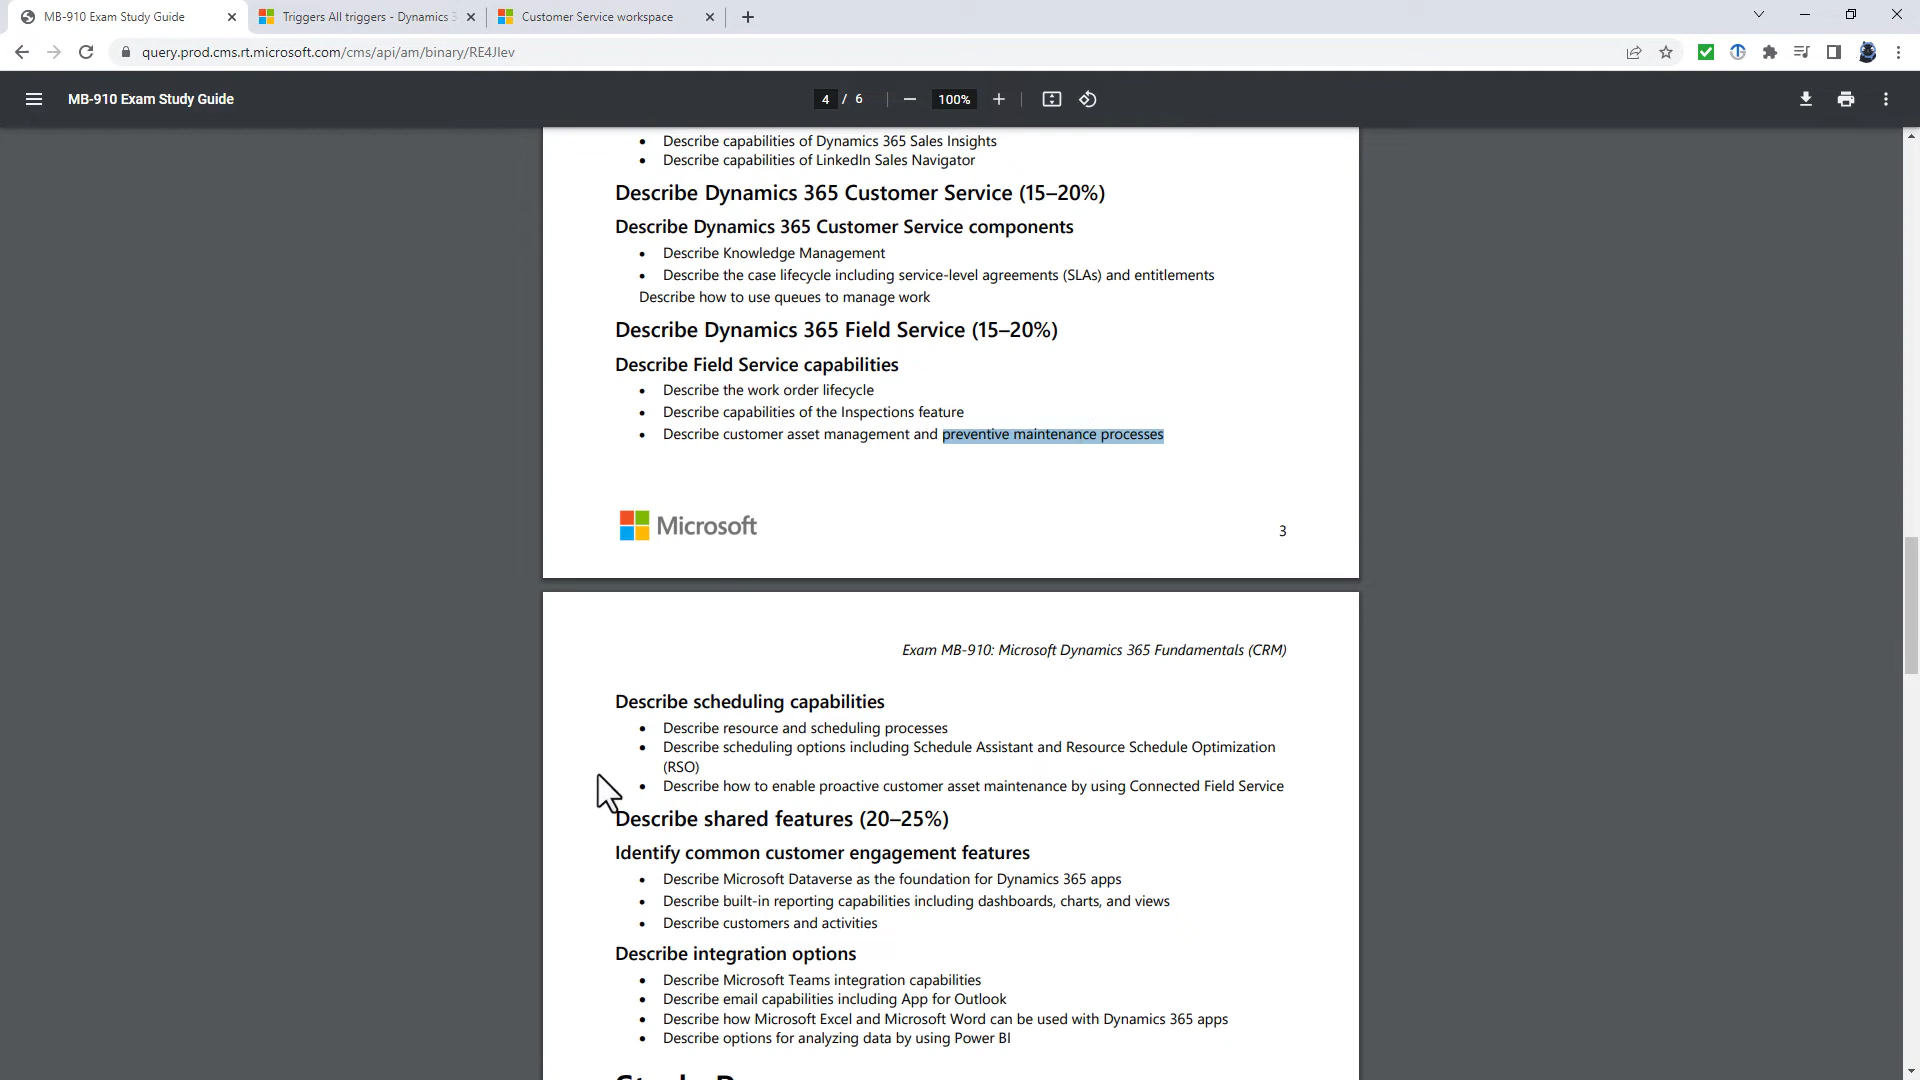 MB-910 Exam Study Guide
Triggers All triggers - Dynamics 3
Customer Service workspace
query.prod.cms.rt.microsoft.com/cms/api/am/binary/RE4JIev
MB-910 Exam Study Guide
4 / 6
100%
• Describe capabilities of Dynamics 365 Sales Insights
• Describe capabilities of LinkedIn Sales Navigator
Describe Dynamics 365 Customer Service (15–20%)
Describe Dynamics 365 Customer Service components
• Describe Knowledge Management
• Describe the case lifecycle including service-level agreements (SLAs) and entitlements
Describe how to use queues to manage work
Describe Dynamics 365 Field Service (15–20%)
Describe Field Service capabilities
• Describe the work order lifecycle
• Describe capabilities of the Inspections feature
• Describe customer asset management and preventive maintenance processes
Microsoft
3
Exam MB-910: Microsoft Dynamics 365 Fundamentals (CRM)
Describe scheduling capabilities
• Describe resource and scheduling processes
• Describe scheduling options including Schedule Assistant and Resource Schedule Optimization
(RSO)
• Describe how to enable proactive customer asset maintenance by using Connected Field Service
Describe shared features (20–25%)
Identify common customer engagement features
• Describe Microsoft Dataverse as the foundation for Dynamics 365 apps
• Describe built-in reporting capabilities including dashboards, charts, and views
• Describe customers and activities
Describe integration options
• Describe Microsoft Teams integration capabilities
• Describe email capabilities including App for Outlook
• Describe how Microsoft Excel and Microsoft Word can be used with Dynamics 365 apps
• Describe options for analyzing data by using Power BI